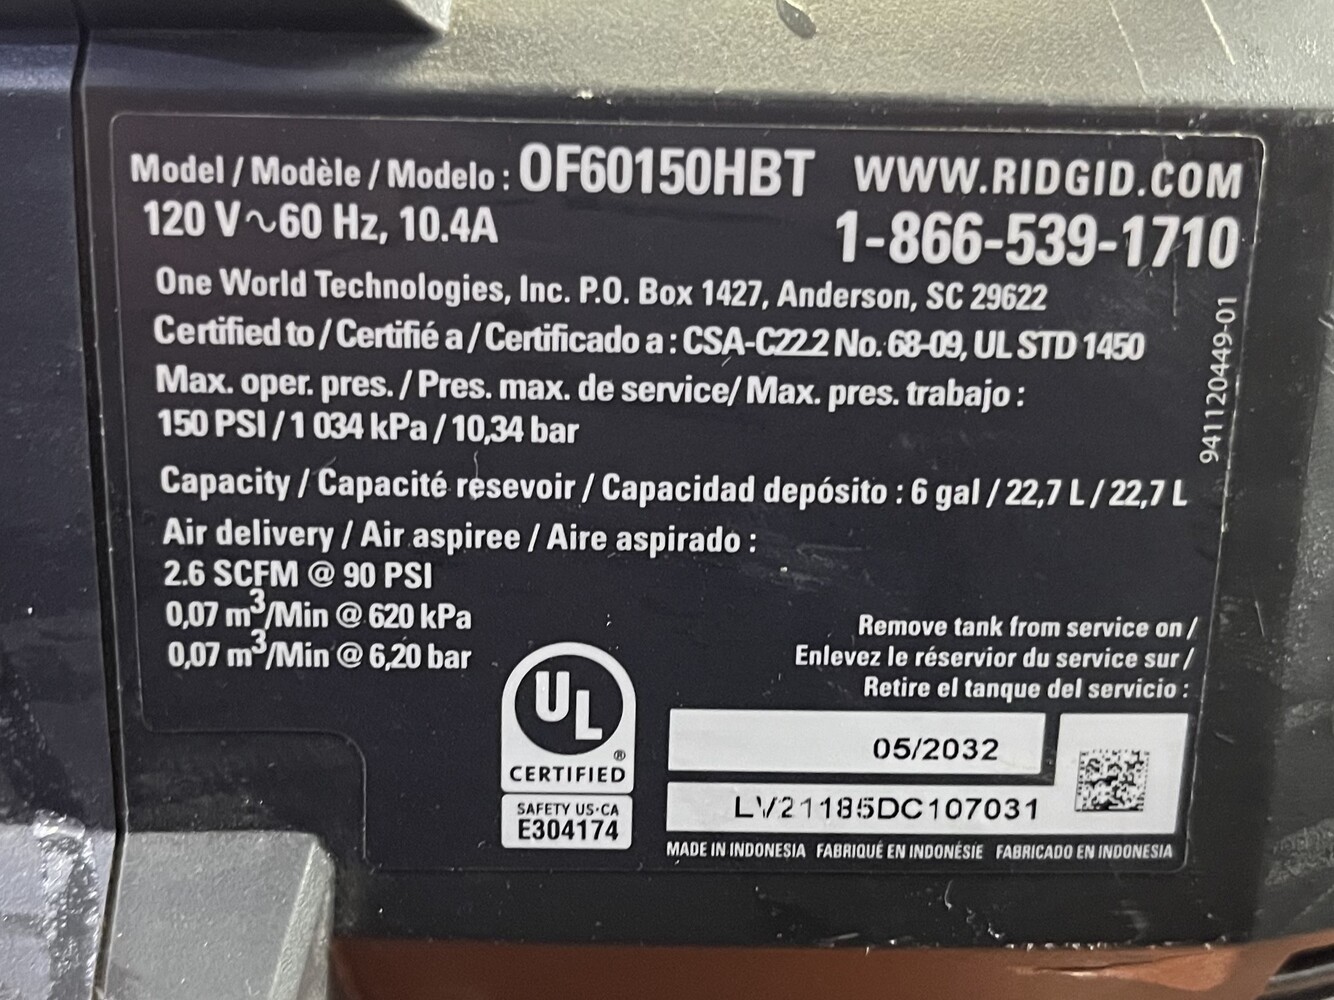 Model / Modèle / Modelo : OF60150HBT WWW.RIDGID.COM
120 V~60 Hz, 10.4A 1-866-539-1710
One World Technologies, Inc. P.O. Box 1427, Anderson, SC 29622
Certified to / Certifié a / Certificado a : CSA-C22.2 No. 68-09, UL STD 1450
Max. oper. pres. / Pres. max. de service/ Max. pres. trabajo :
150 PSI / 1 034 kPa / 10,34 bar
941120449-01
Capacity / Capacité résevoir / Capacidad depósito : 6 gal / 22,7 L / 22,7 L
Air delivery / Air aspiree / Aire aspirado :
2.6 SCFM @ 90 PSI
0,07 m³/Min @ 620 kPa
0,07 m³/Min @ 6,20 bar
Remove tank from service on /
Enlevez le réservior du service sur /
Retire el tanque del servicio :
05/2032
LV21185DC107031
UL ®
CERTIFIED
SAFETY US·CA
E304174
MADE IN INDONESIA FABRIQUÉ EN INDONÉSIE FABRICADO EN INDONESIA